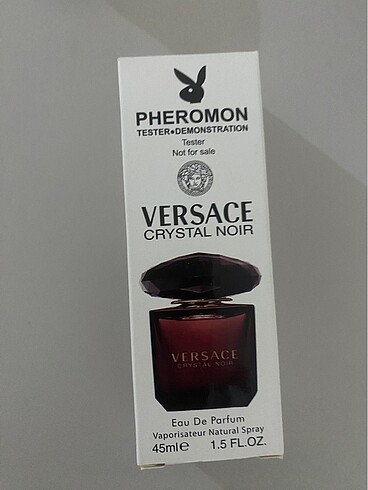 PHEROMON
TESTER●DEMONSTRATION
Tester
Not for sale
VERSACE
CRYSTAL NOIR
VERSACE
CRYSTAL NOIR
Eau De Parfum
Vaporisateur Natural Spray
45ml℮ 1.5 FL.OZ.